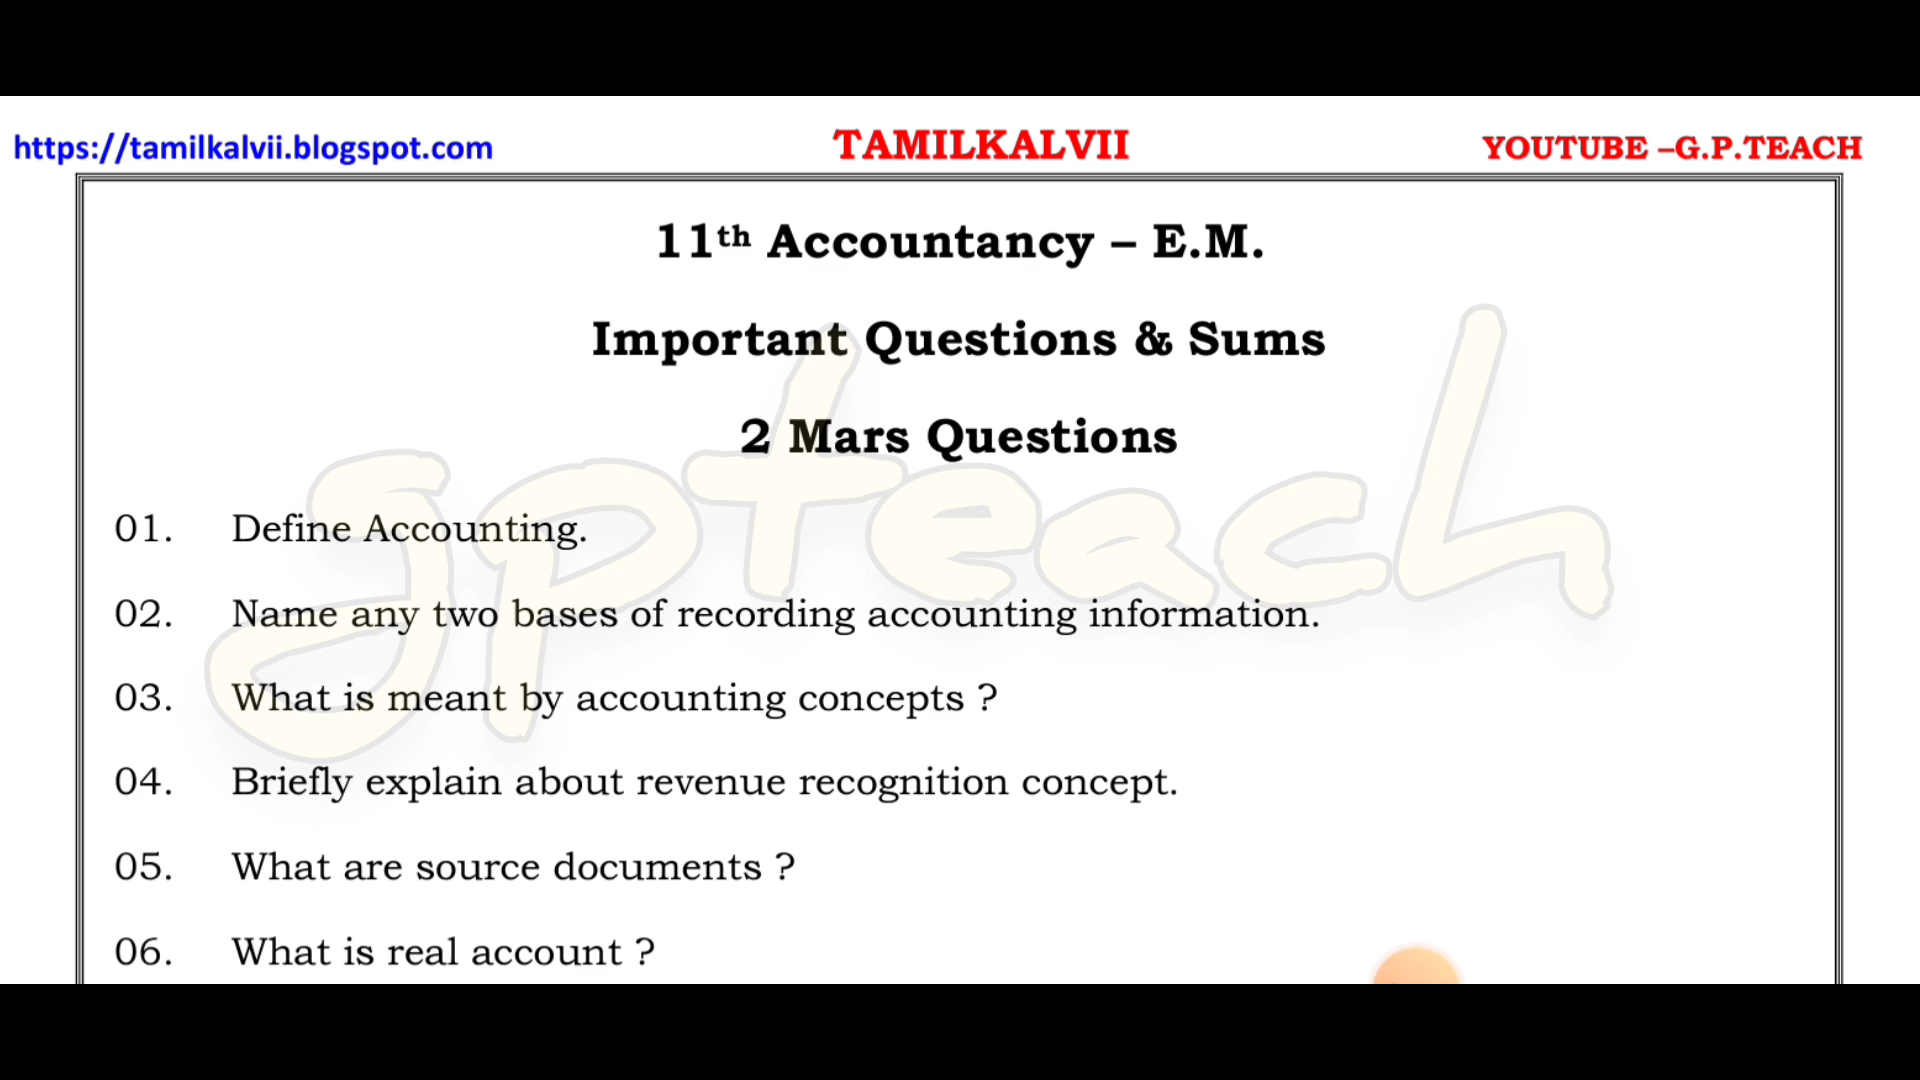 https://tamilkalvii.blogspot.com TAMILKALVII YOUTUBE –G.P.TEACH
11th Accountancy – E.M.
Important Questions & Sums
2 Mars Questions
gpteach
01. Define Accounting.
02. Name any two bases of recording accounting information.
03. What is meant by accounting concepts ?
04. Briefly explain about revenue recognition concept.
05. What are source documents ?
06. What is real account ?